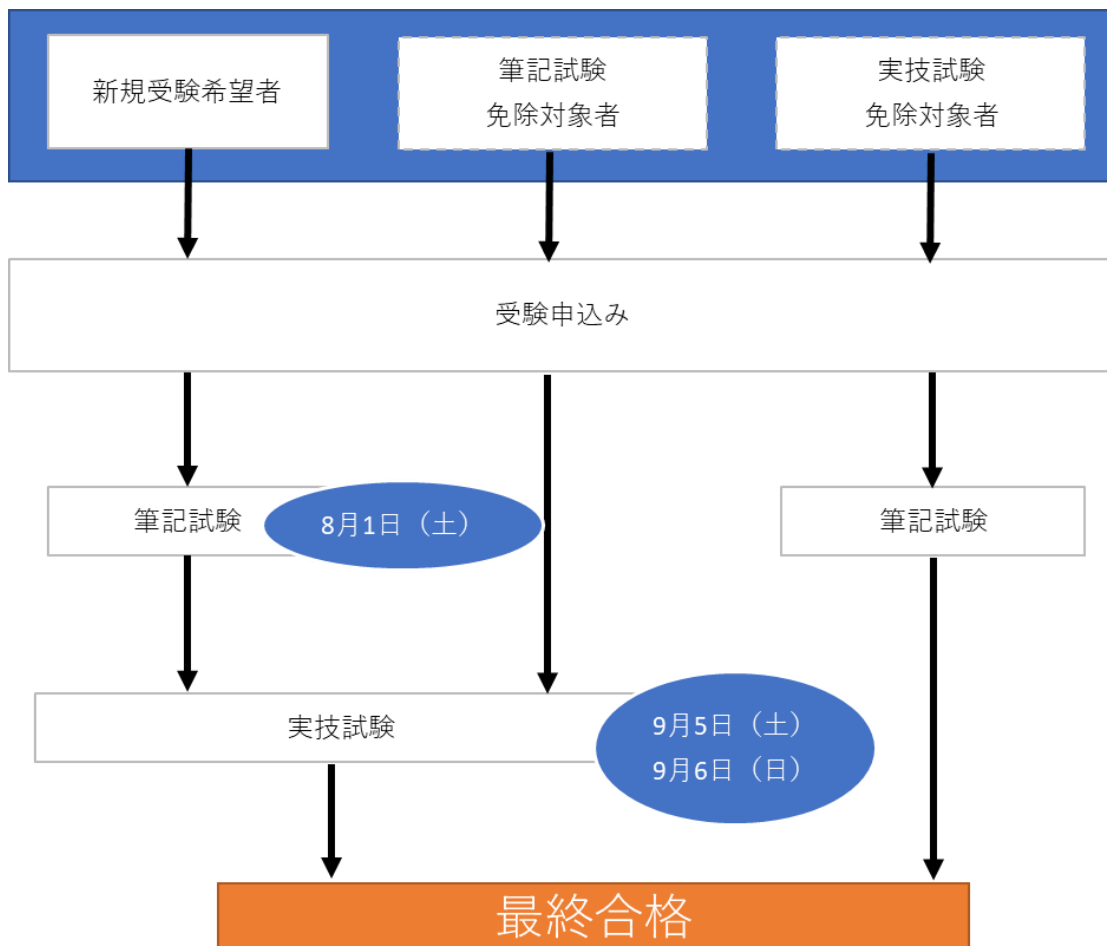 新規受験希望者
筆記試験
免除対象者
実技試験
免除対象者
受験申込み
筆記試験
8月1日（土）
筆記試験
実技試験
9月5日（土）
9月6日（日）
最終合格